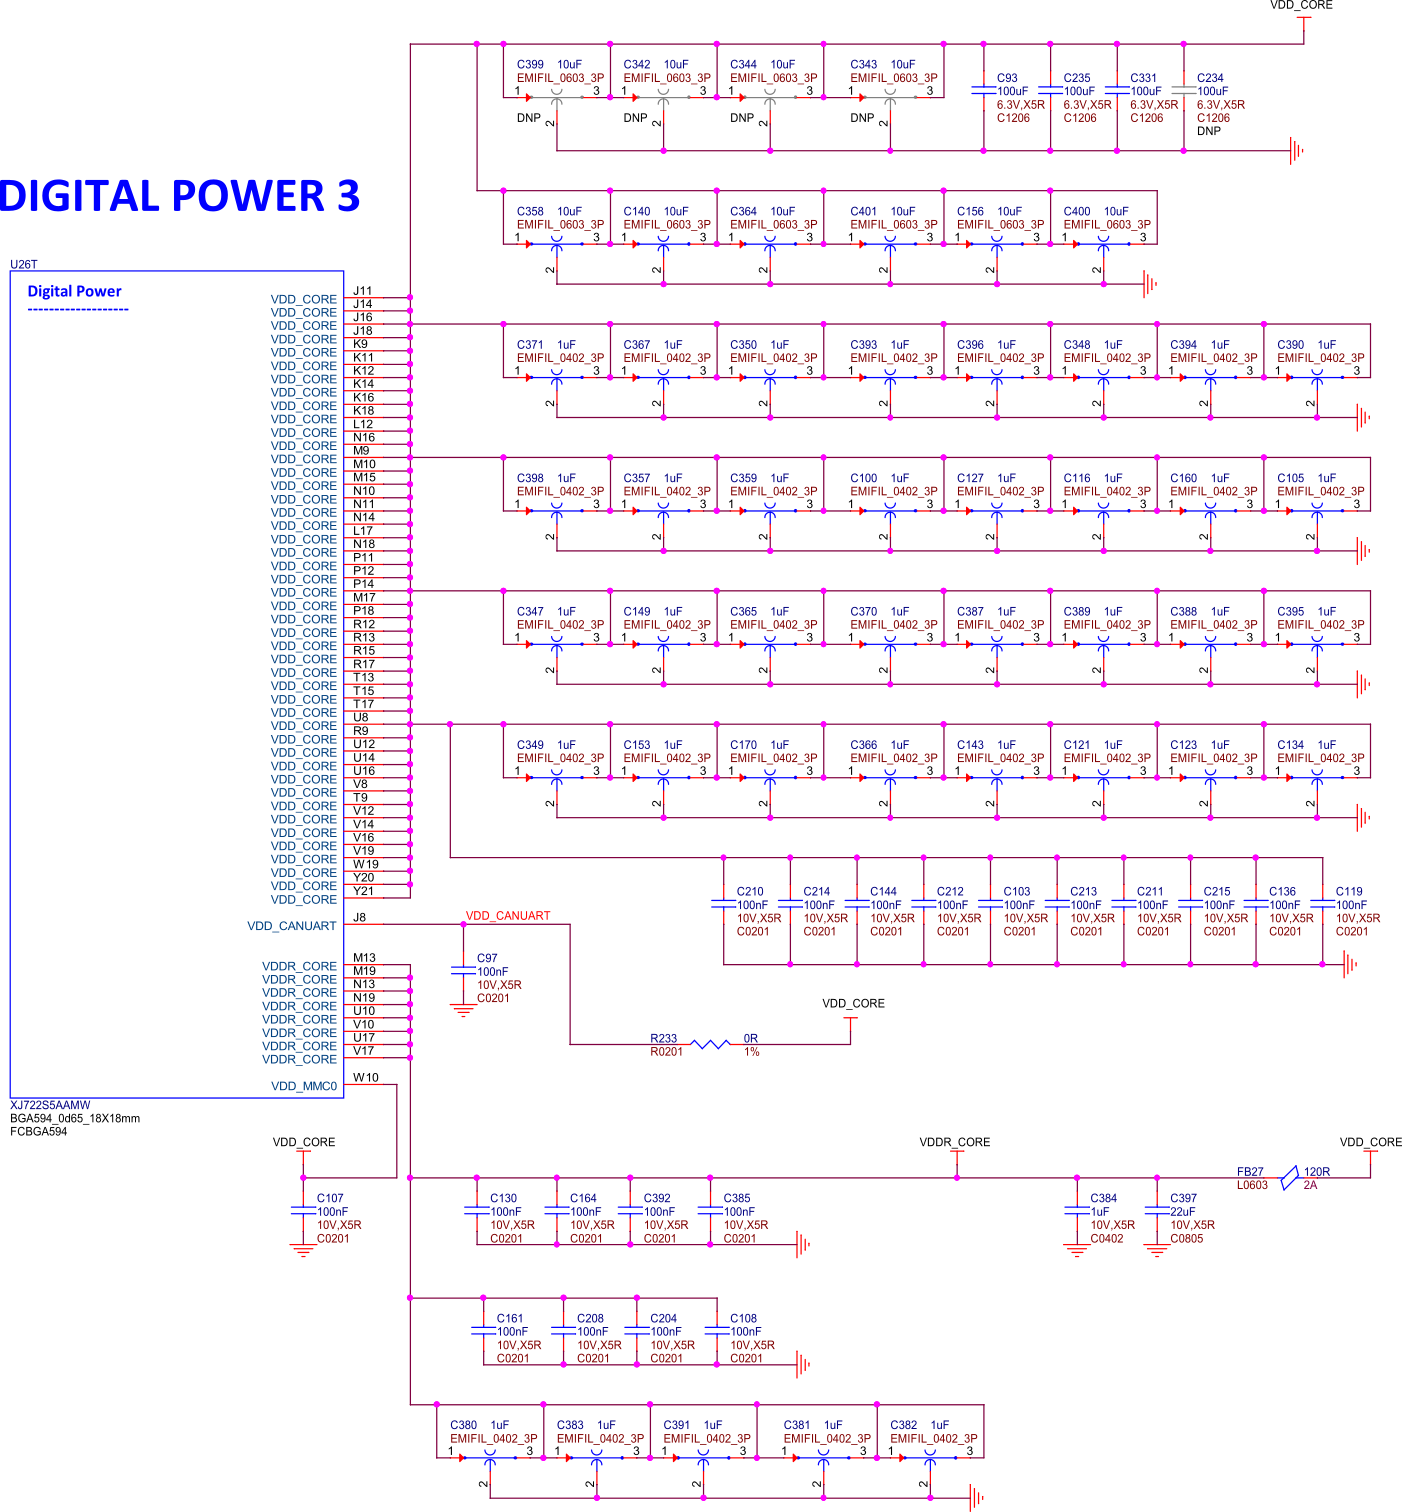 VDD_CORE
C399 10uF C342 10uF C344 10uF C343 10uF C93 C235 C331 C234
EMIFIL_0603_3P EMIFIL_0603_3P EMIFIL_0603_3P EMIFIL_0603_3P 100uF 100uF 100uF 100uF
1 3 1 3 1 3 1 3 6.3V,X5R 6.3V,X5R 6.3V,X5R 6.3V,X5R
DNP 2 DNP 2 DNP 2 DNP 2 C1206 C1206 C1206 C1206
DNP
DIGITAL POWER 3
C358 10uF C140 10uF C364 10uF C401 10uF C156 10uF C400 10uF
EMIFIL_0603_3P EMIFIL_0603_3P EMIFIL_0603_3P EMIFIL_0603_3P EMIFIL_0603_3P EMIFIL_0603_3P
1 3 1 3 1 3 1 3 1 3 1 3
2 2 2 2 2 2
U26T
Digital Power
-------------------
VDD_CORE J11
VDD_CORE J14
VDD_CORE J16
VDD_CORE J18
VDD_CORE K9
VDD_CORE K11
VDD_CORE K12
VDD_CORE K14
VDD_CORE K16
VDD_CORE K18
VDD_CORE L12
VDD_CORE N16
VDD_CORE M9
VDD_CORE M10
VDD_CORE M15
VDD_CORE N10
VDD_CORE N11
VDD_CORE N14
VDD_CORE L17
VDD_CORE N18
VDD_CORE P11
VDD_CORE P12
VDD_CORE P14
VDD_CORE M17
VDD_CORE P18
VDD_CORE R12
VDD_CORE R13
VDD_CORE R15
VDD_CORE R17
VDD_CORE T13
VDD_CORE T15
VDD_CORE T17
VDD_CORE U8
VDD_CORE R9
VDD_CORE U12
VDD_CORE U14
VDD_CORE U16
VDD_CORE V8
VDD_CORE T9
VDD_CORE V12
VDD_CORE V14
VDD_CORE V16
VDD_CORE V19
VDD_CORE W19
VDD_CORE Y20
VDD_CORE Y21
VDD_CANUART J8
VDDR_CORE M13
VDDR_CORE M19
VDDR_CORE N13
VDDR_CORE N19
VDDR_CORE U10
VDDR_CORE V10
VDDR_CORE U17
VDDR_CORE V17
VDD_MMC0 W10
XJ722S5AAMW
BGA594_0d65_18X18mm
FCBGA594
C371 1uF C367 1uF C350 1uF C393 1uF C396 1uF C348 1uF C394 1uF C390 1uF
EMIFIL_0402_3P EMIFIL_0402_3P EMIFIL_0402_3P EMIFIL_0402_3P EMIFIL_0402_3P EMIFIL_0402_3P EMIFIL_0402_3P EMIFIL_0402_3P
1 3 1 3 1 3 1 3 1 3 1 3 1 3 1 3
2 2 2 2 2 2 2 2
C398 1uF C357 1uF C359 1uF C100 1uF C127 1uF C116 1uF C160 1uF C105 1uF
EMIFIL_0402_3P EMIFIL_0402_3P EMIFIL_0402_3P EMIFIL_0402_3P EMIFIL_0402_3P EMIFIL_0402_3P EMIFIL_0402_3P EMIFIL_0402_3P
1 3 1 3 1 3 1 3 1 3 1 3 1 3 1 3
2 2 2 2 2 2 2 2
C347 1uF C149 1uF C365 1uF C370 1uF C387 1uF C389 1uF C388 1uF C395 1uF
EMIFIL_0402_3P EMIFIL_0402_3P EMIFIL_0402_3P EMIFIL_0402_3P EMIFIL_0402_3P EMIFIL_0402_3P EMIFIL_0402_3P EMIFIL_0402_3P
1 3 1 3 1 3 1 3 1 3 1 3 1 3 1 3
2 2 2 2 2 2 2 2
C349 1uF C153 1uF C170 1uF C366 1uF C143 1uF C121 1uF C123 1uF C134 1uF
EMIFIL_0402_3P EMIFIL_0402_3P EMIFIL_0402_3P EMIFIL_0402_3P EMIFIL_0402_3P EMIFIL_0402_3P EMIFIL_0402_3P EMIFIL_0402_3P
1 3 1 3 1 3 1 3 1 3 1 3 1 3 1 3
2 2 2 2 2 2 2 2
C210 C214 C144 C212 C103 C213 C211 C215 C136 C119
100nF 100nF 100nF 100nF 100nF 100nF 100nF 100nF 100nF 100nF
10V,X5R 10V,X5R 10V,X5R 10V,X5R 10V,X5R 10V,X5R 10V,X5R 10V,X5R 10V,X5R 10V,X5R
C0201 C0201 C0201 C0201 C0201 C0201 C0201 C0201 C0201 C0201
VDD_CANUART
C97
100nF
10V,X5R
C0201
VDD_CORE
R233 0R
R0201 1%
VDD_CORE VDDR_CORE VDD_CORE
FB27 120R
L0603 2A
C107 C130 C164 C392 C385 C384 C397
100nF 100nF 100nF 100nF 100nF 1uF 22uF
10V,X5R 10V,X5R 10V,X5R 10V,X5R 10V,X5R 10V,X5R 10V,X5R
C0201 C0201 C0201 C0201 C0201 C0402 C0805
C161 C208 C204 C108
100nF 100nF 100nF 100nF
10V,X5R 10V,X5R 10V,X5R 10V,X5R
C0201 C0201 C0201 C0201
C380 1uF C383 1uF C391 1uF C381 1uF C382 1uF
EMIFIL_0402_3P EMIFIL_0402_3P EMIFIL_0402_3P EMIFIL_0402_3P EMIFIL_0402_3P
1 3 1 3 1 3 1 3 1 3
2 2 2 2 2